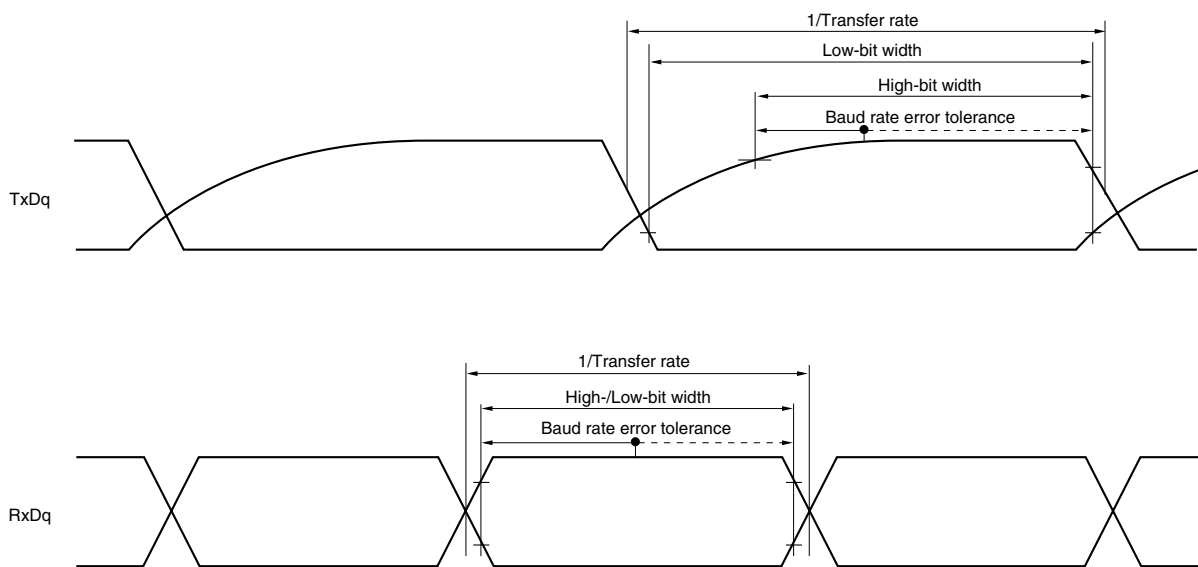 1/Transfer rate
Low-bit width
High-bit width
Baud rate error tolerance
TxDq
1/Transfer rate
High-/Low-bit width
Baud rate error tolerance
RxDq